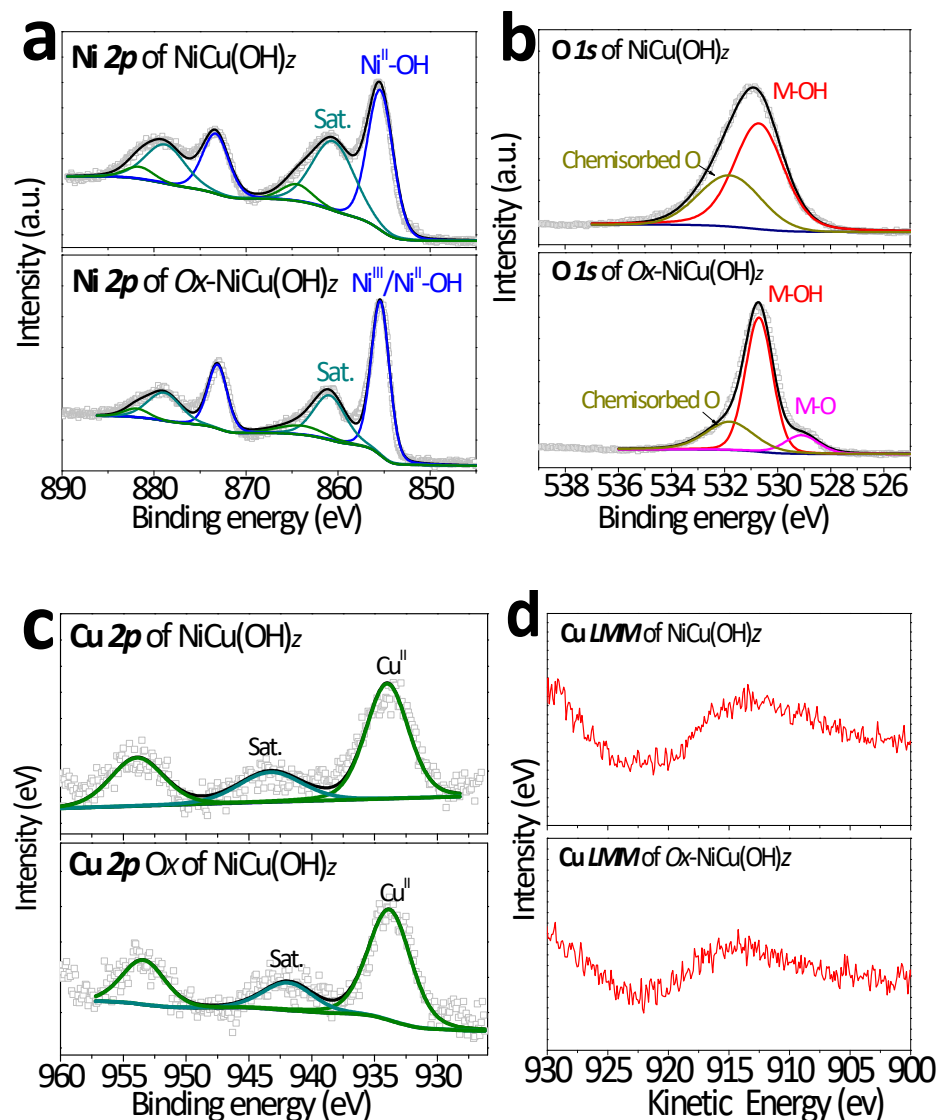 a
Ni 2p of NiCu(OH)z
Ni^II-OH
Sat.
Ni 2p of Ox-NiCu(OH)z
Ni^III/Ni^II-OH
Sat.
Intensity (a.u.)
890 880 870 860 850
Binding energy (eV)
b
O 1s of NiCu(OH)z
M-OH
Chemisorbed O
O 1s of Ox-NiCu(OH)z
M-OH
Chemisorbed O
M-O
Intensity (a.u.)
538 536 534 532 530 528 526
Binding energy (eV)
c
Cu 2p of NiCu(OH)z
Cu^II
Sat.
Cu 2p Ox of NiCu(OH)z
Cu^II
Sat.
Intensity (eV)
960 955 950 945 940 935 930
Binding energy (eV)
d
Cu LMM of NiCu(OH)z
Cu LMM of Ox-NiCu(OH)z
Intensity (eV)
930 925 920 915 910 905 900
Kinetic Energy (ev)